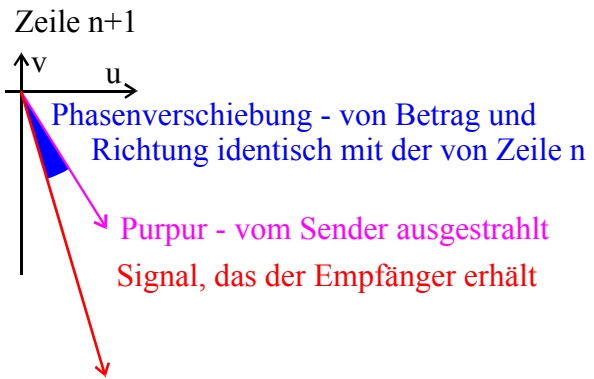 Zeile n+1
v
u
Phasenverschiebung - von Betrag und
Richtung identisch mit der von Zeile n
Purpur - vom Sender ausgestrahlt
Signal, das der Empfänger erhält